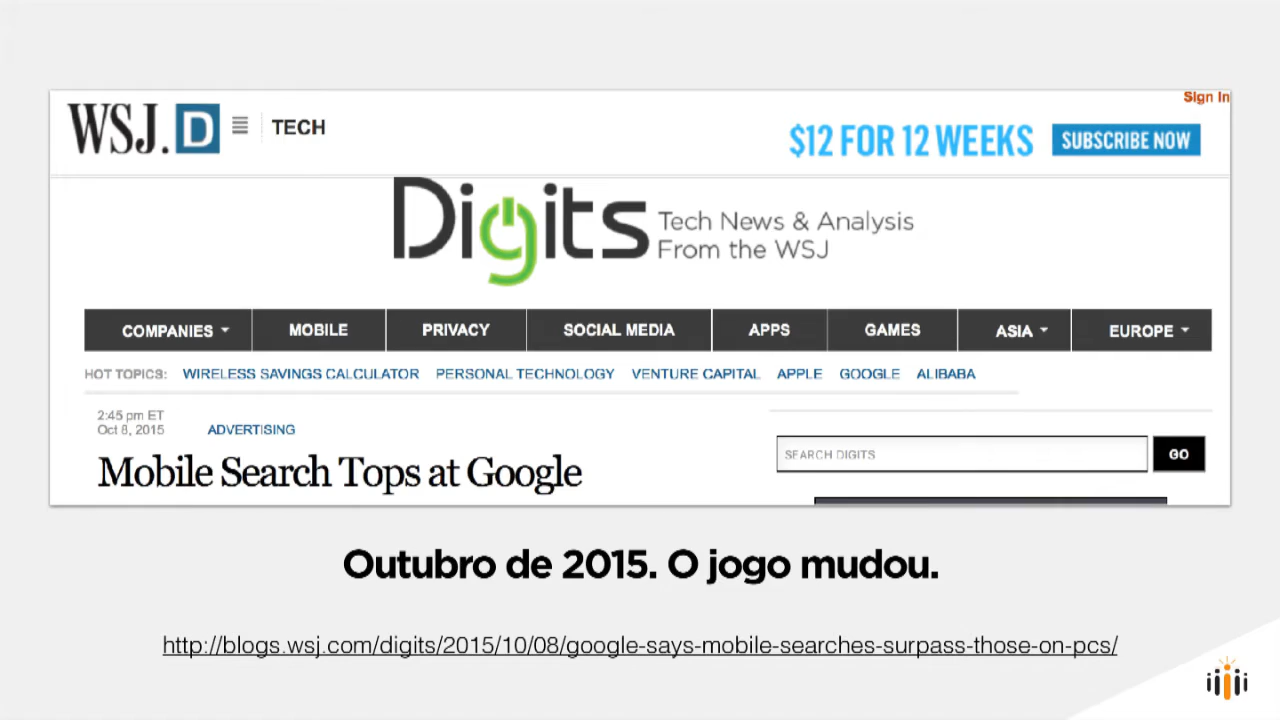 Sign In
WSJ. D TECH
$12 FOR 12 WEEKS SUBSCRIBE NOW
Digits Tech News & Analysis
From the WSJ
COMPANIES MOBILE PRIVACY SOCIAL MEDIA APPS GAMES ASIA EUROPE
HOT TOPICS: WIRELESS SAVINGS CALCULATOR PERSONAL TECHNOLOGY VENTURE CAPITAL APPLE GOOGLE ALIBABA
2:45 pm ET
Oct 8, 2015 ADVERTISING
SEARCH DIGITS GO
Mobile Search Tops at Google
Outubro de 2015. O jogo mudou.
http://blogs.wsj.com/digits/2015/10/08/google-says-mobile-searches-surpass-those-on-pcs/